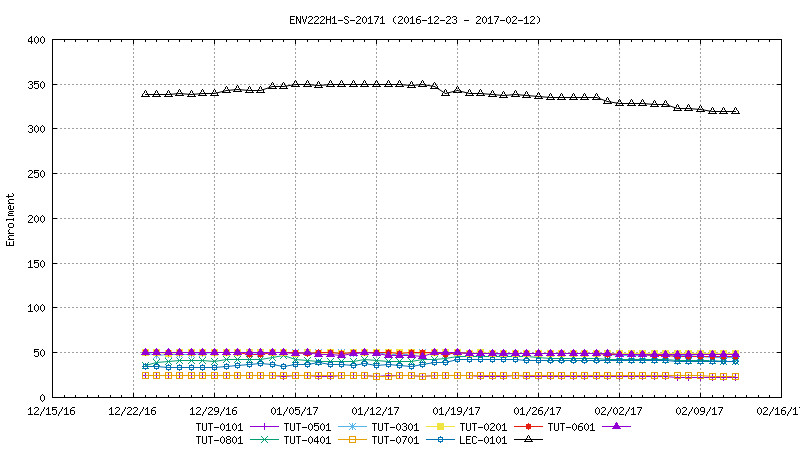 ENV222H1-S-20171 (2016-12-23 - 2017-02-12)
400
350
300
250
200
150
100
50
0
Enrolment
12/15/16 12/22/16 12/29/16 01/05/17 01/12/17 01/19/17 01/26/17 02/02/17 02/09/17 02/16/17
TUT-0101 TUT-0501 TUT-0301 TUT-0201 TUT-0601
TUT-0801 TUT-0401 TUT-0701 LEC-0101